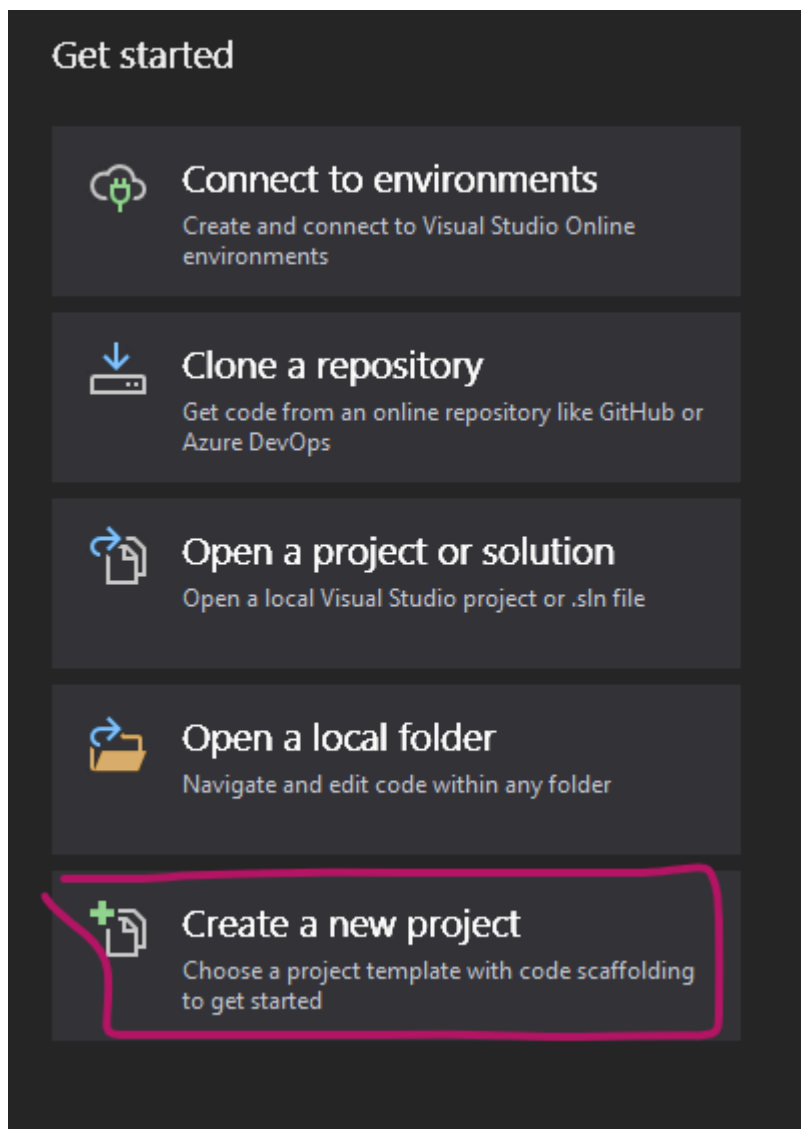 Get started
Connect to environments
Create and connect to Visual Studio Online
environments
Clone a repository
Get code from an online repository like GitHub or
Azure DevOps
Open a project or solution
Open a local Visual Studio project or .sln file
Open a local folder
Navigate and edit code within any folder
Create a new project
Choose a project template with code scaffolding
to get started